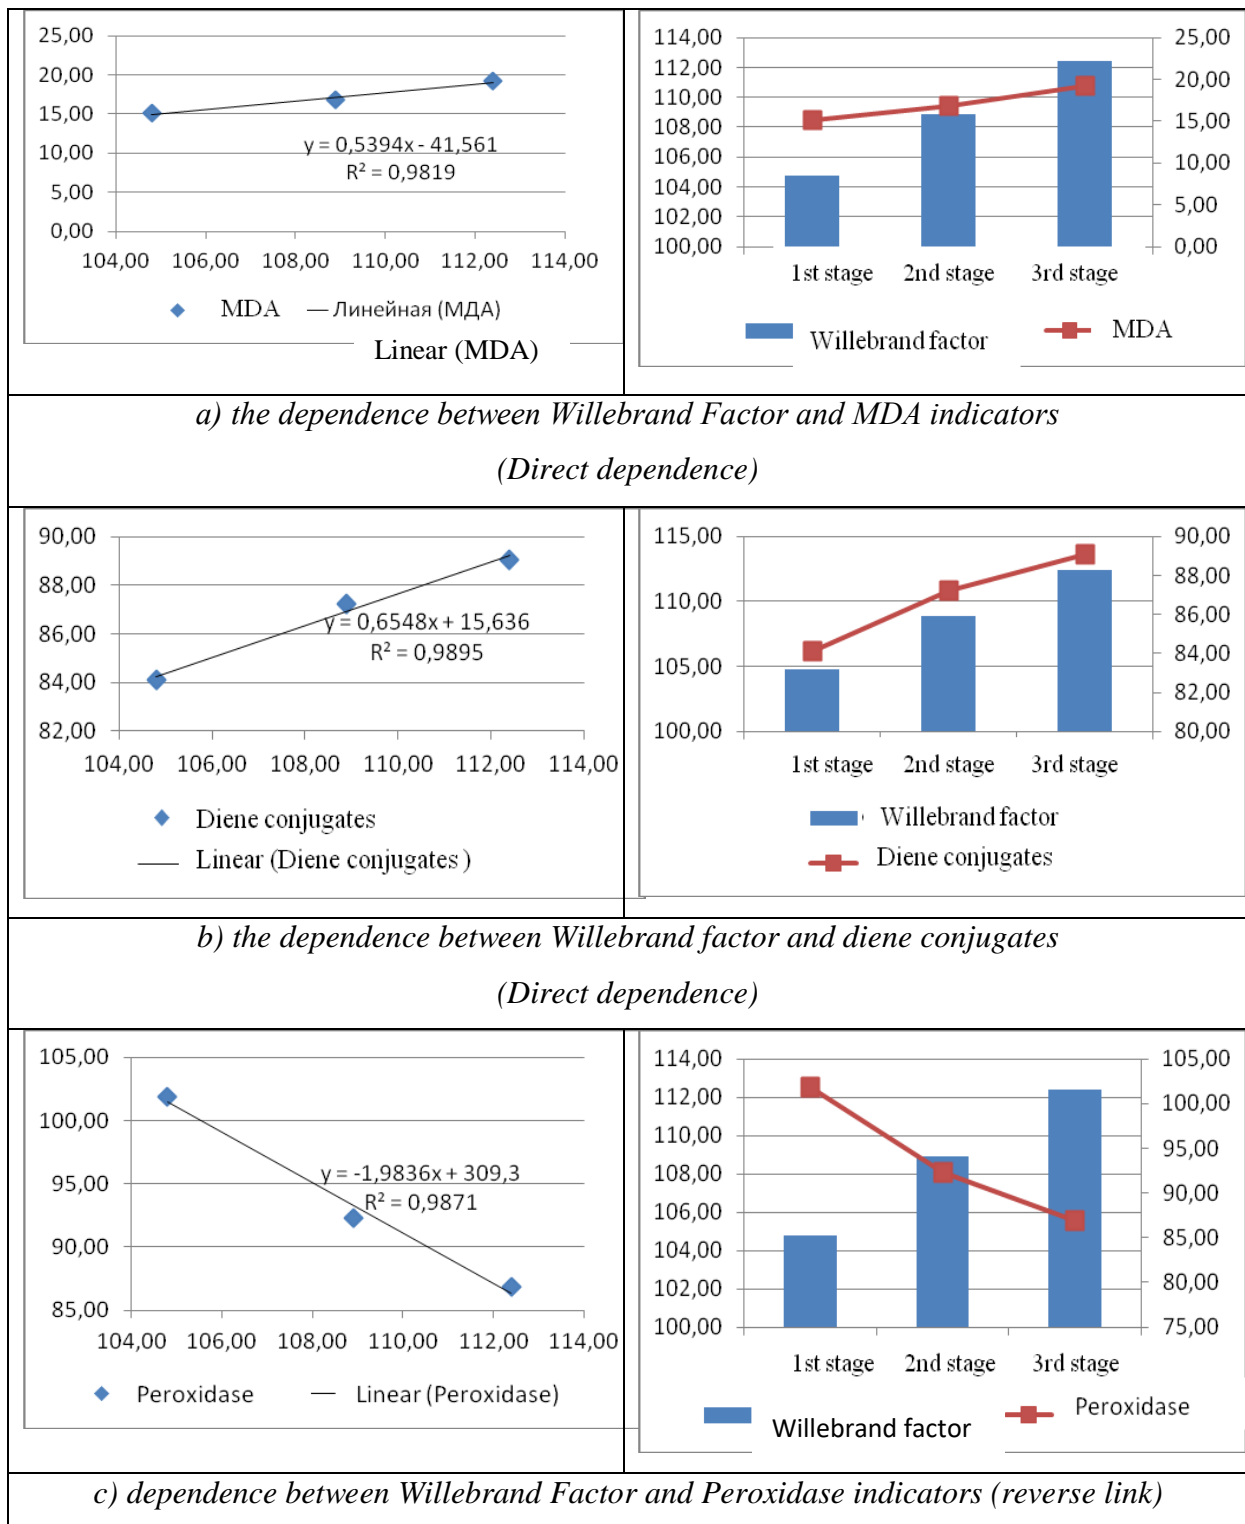 25,00
20,00
15,00
10,00
5,00
0,00
y = 0,5394x - 41,561
R² = 0,9819
104,00 106,00 108,00 110,00 112,00 114,00
MDA Линейная (МДА)
Linear (MDA)
114,00 25,00
112,00 20,00
110,00 15,00
108,00
106,00 10,00
104,00 5,00
102,00
100,00 0,00
1st stage 2nd stage 3rd stage
Willebrand factor MDA
a) the dependence between Willebrand Factor and MDA indicators
(Direct dependence)
90,00
88,00
86,00
84,00
82,00
y = 0,6548x + 15,636
R² = 0,9895
104,00 106,00 108,00 110,00 112,00 114,00
Diene conjugates
Linear (Diene conjugates )
115,00 90,00
88,00
110,00 86,00
105,00 84,00
82,00
100,00 80,00
1st stage 2nd stage 3rd stage
Willebrand factor
Diene conjugates
b) the dependence between Willebrand factor and diene conjugates
(Direct dependence)
105,00
100,00
95,00
90,00
85,00
y = -1,9836x + 309,3
R² = 0,9871
104,00 106,00 108,00 110,00 112,00 114,00
Peroxidase Linear (Peroxidase)
114,00 105,00
112,00 100,00
110,00 95,00
108,00 90,00
106,00 85,00
104,00 80,00
102,00
100,00 75,00
1st stage 2nd stage 3rd stage
Willebrand factor Peroxidase
c) dependence between Willebrand Factor and Peroxidase indicators (reverse link)